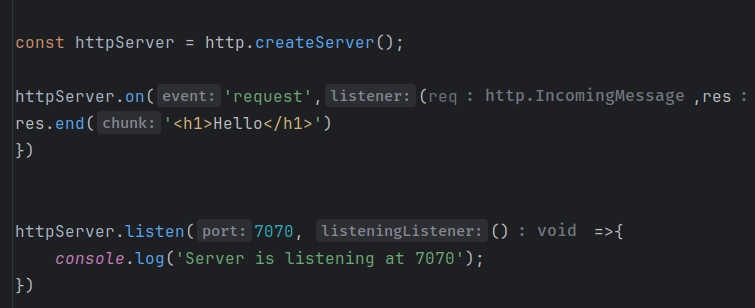 const httpServer = http.createServer();
httpServer.on( event: 'request', listener: (req : http.IncomingMessage ,res :
res.end( chunk: '<h1>Hello</h1>')
})
httpServer.listen( port: 7070, listeningListener: () : void =>{
console.log('Server is listening at 7070');
})